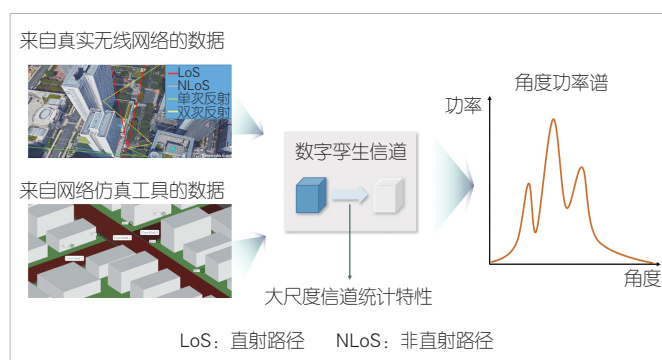 来自真实无线网络的数据
LoS
NLoS
单次反射
双次反射
来自网络仿真工具的数据
数字孪生信道
大尺度信道统计特性
角度功率谱
功率
角度
LoS：直射路径 NLoS：非直射路径